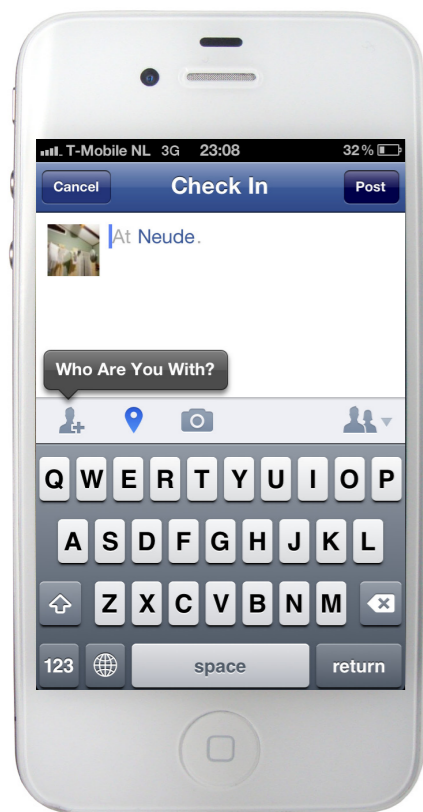 T-Mobile NL 3G 23:08 32%
Cancel Check In Post
At Neude.
Who Are You With?
Q W E R T Y U I O P
A S D F G H J K L
Z X C V B N M
123 space return